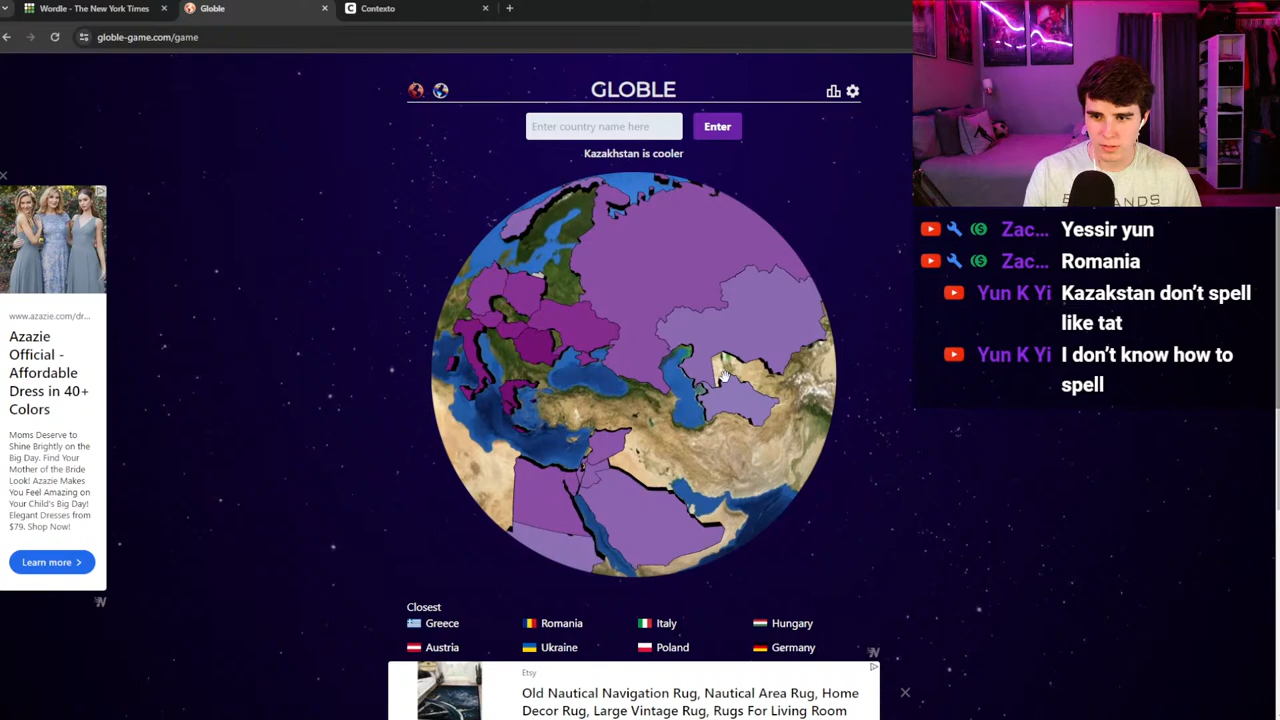 Wordle - The New York Times
Globle
Contexto
globle-game.com/game
GLOBLE
Enter country name here
Enter
Kazakhstan is cooler
www.azazie.com/dr...
Azazie
Official -
Affordable
Dress in 40+
Colors
Moms Deserve to
Shine Brightly on the
Big Day. Find Your
Mother of the Bride
Look! Azazie Makes
You Feel Amazing on
Your Child's Big Day!
Elegant Dresses from
$79. Shop Now!
Learn more
Zac... Yessir yun
Zac... Romania
Yun K Yi Kazakstan don't spell
like tat
Yun K Yi I don't know how to
spell
Closest
Greece Romania Italy Hungary
Austria Ukraine Poland Germany
Etsy
Old Nautical Navigation Rug, Nautical Area Rug, Home
Decor Rug, Large Vintage Rug, Rugs For Living Room